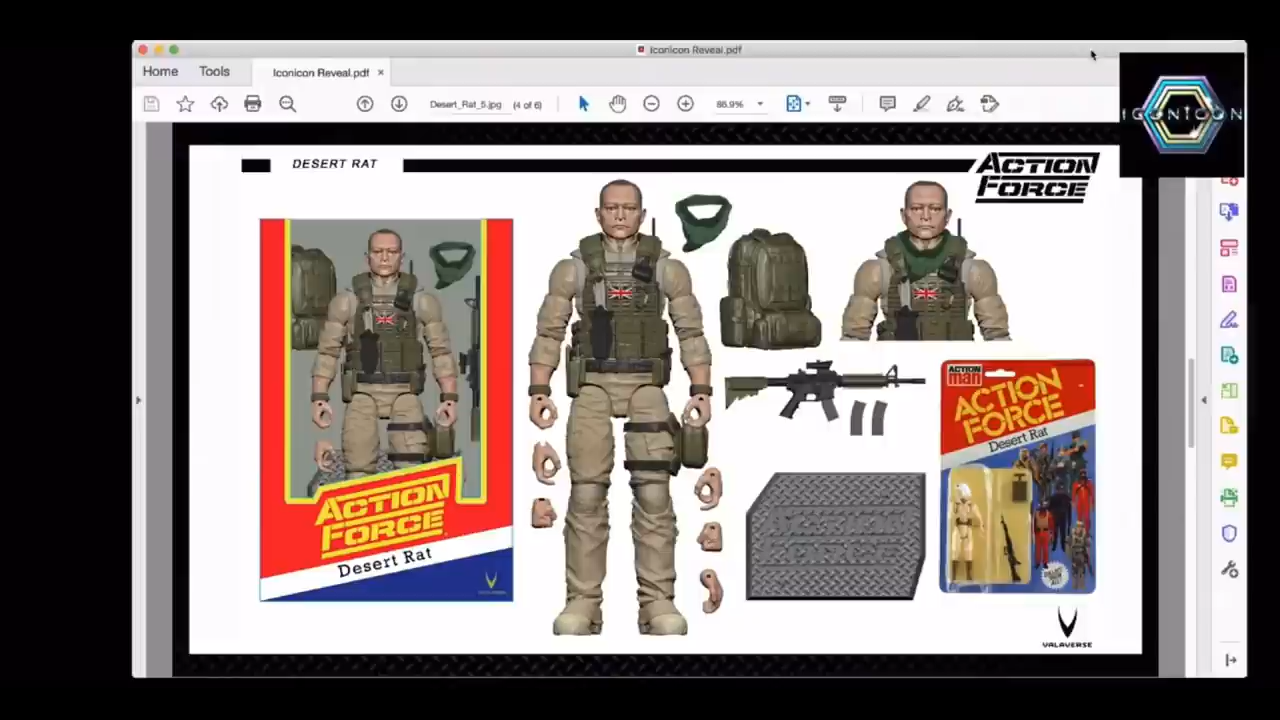 Iconicon Reveal.pdf
Home
Tools
Iconicon Reveal.pdf ×
Desert_Rat_5.jpg
(4 of 6)
86.9%
ICONICON
DESERT RAT
ACTION
FORCE
ACTION
FORCE
Desert Rat
ACTION
man
ACTION
FORCE
Desert Rat
VALAVERSE